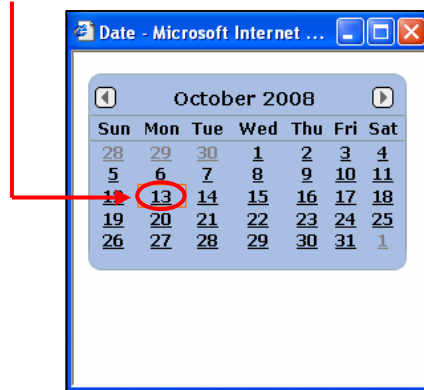 Date - Microsoft Internet ...
October 2008
Sun Mon Tue Wed Thu Fri Sat
28 29 30 1 2 3 4
5 6 7 8 9 10 11
12 13 14 15 16 17 18
19 20 21 22 23 24 25
26 27 28 29 30 31 1